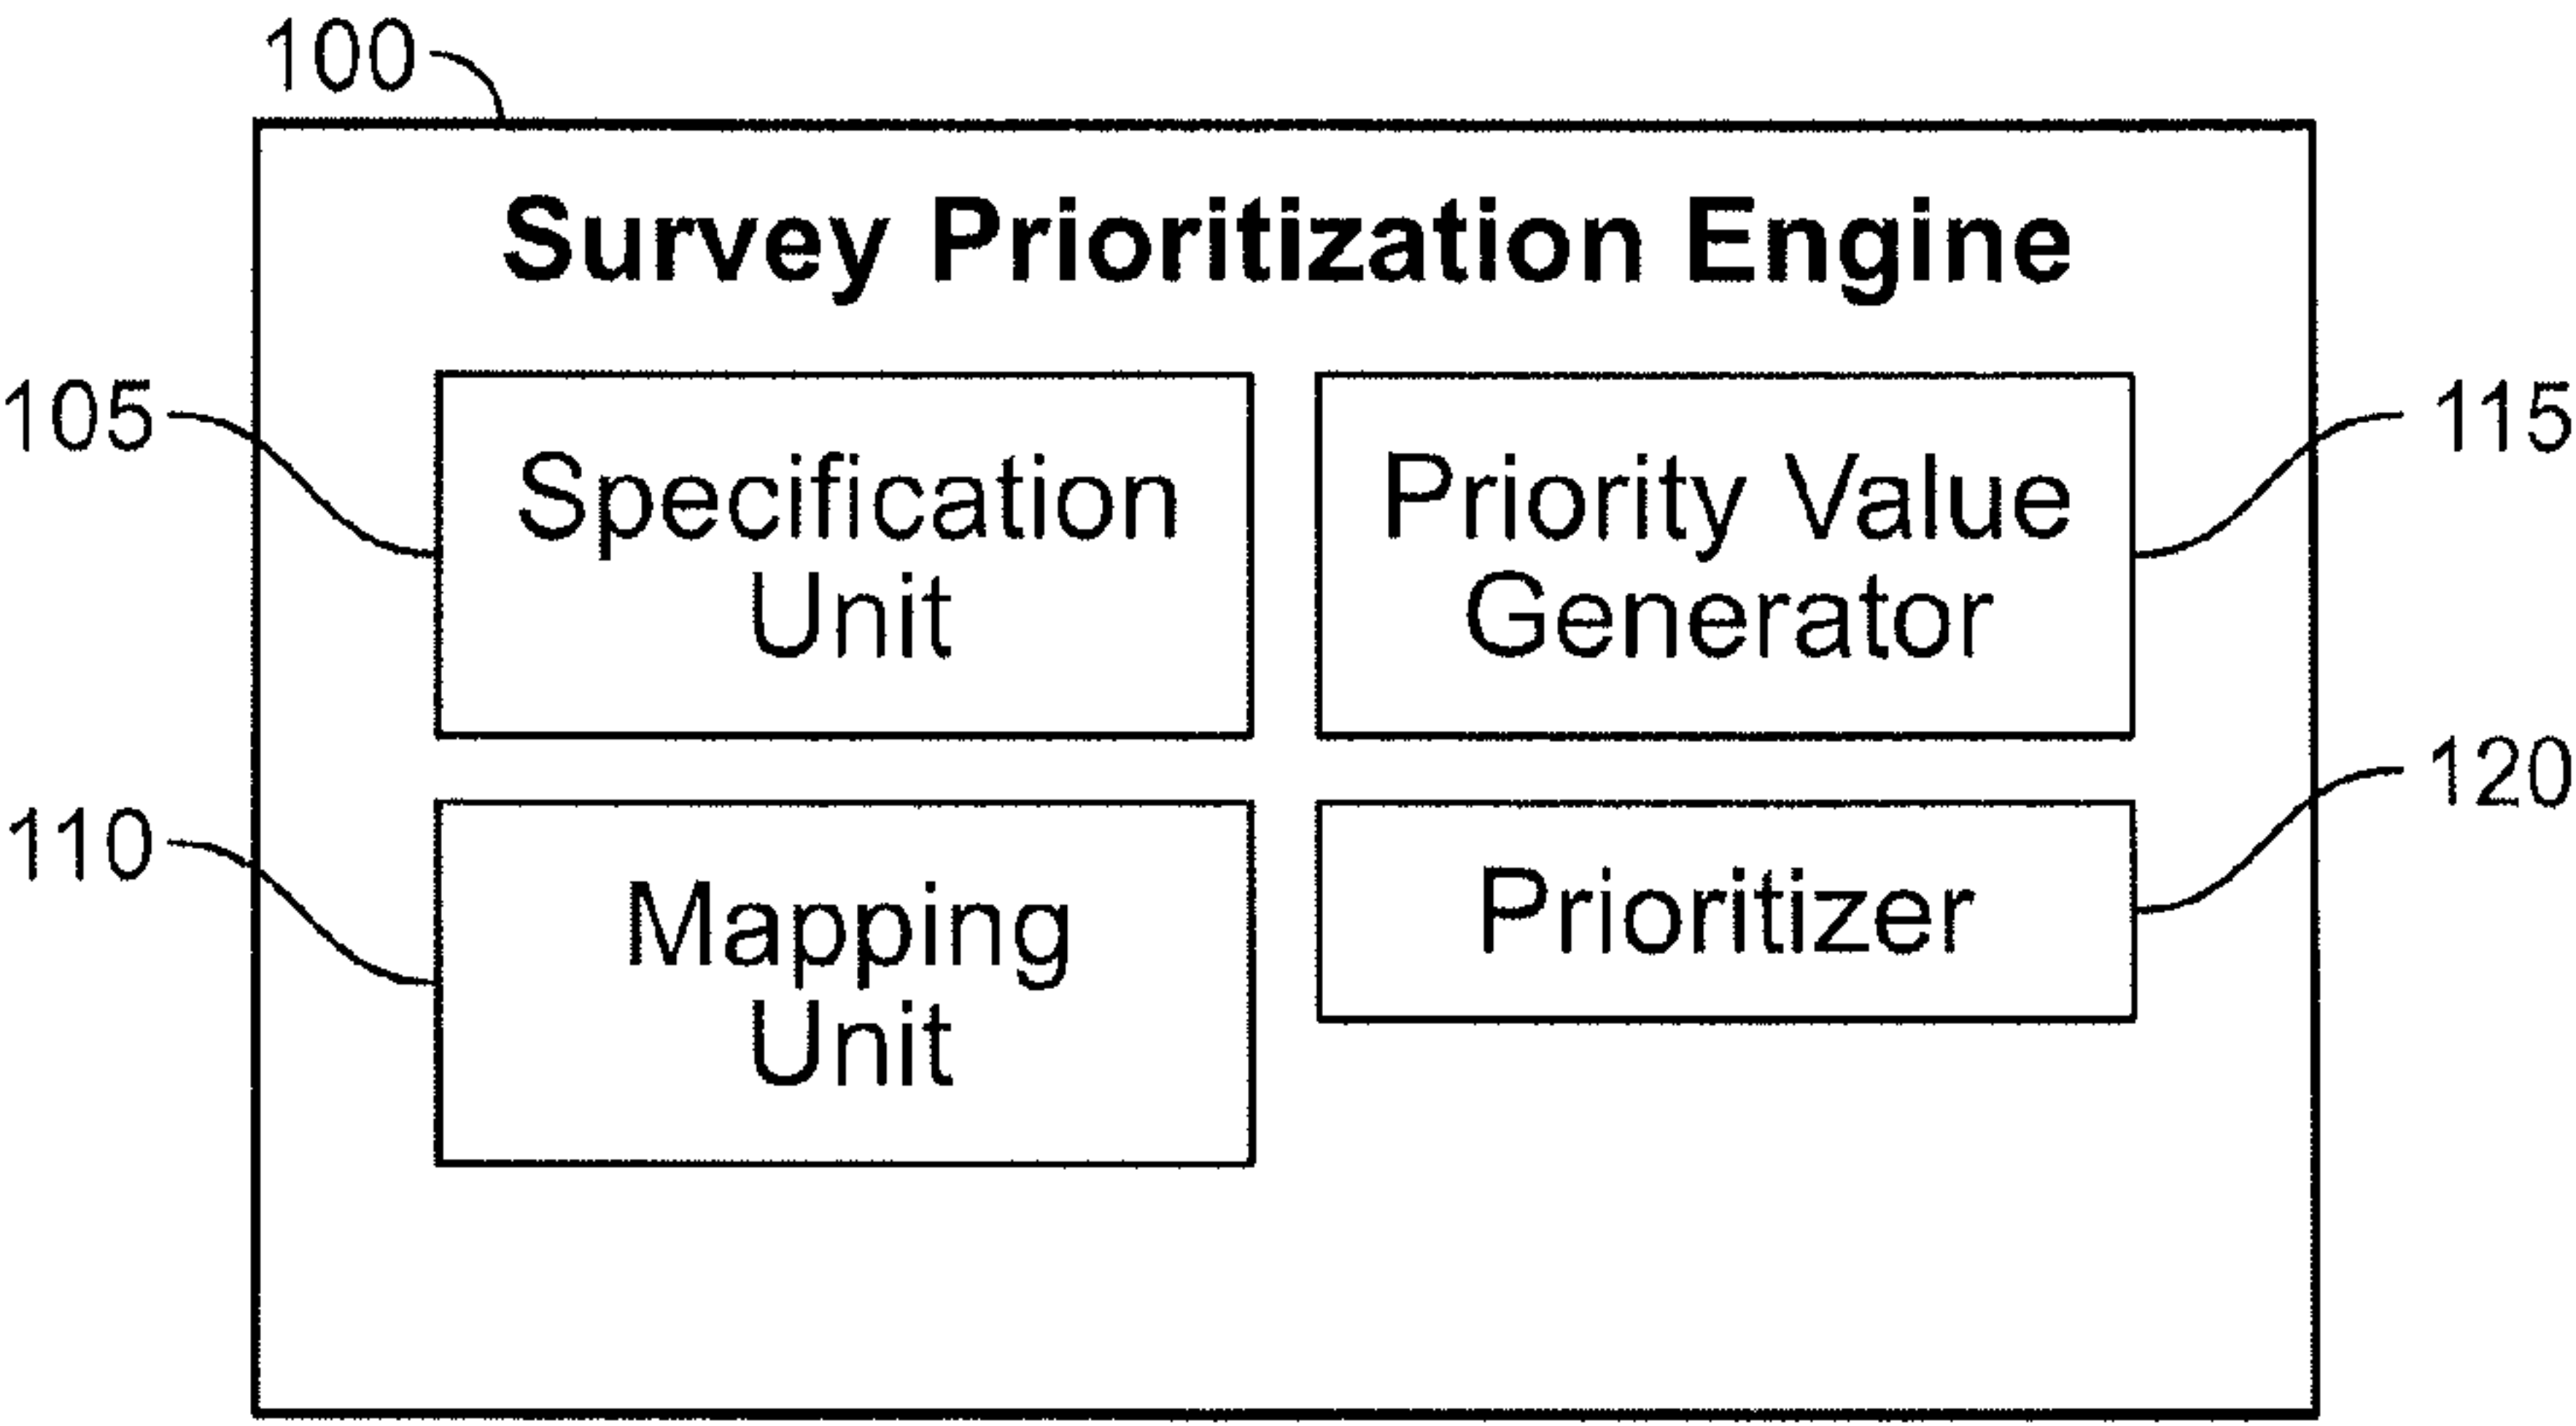 100
Survey Prioritization Engine
105
Specification
Unit
Priority Value
Generator
115
110
Mapping
Unit
Prioritizer
120